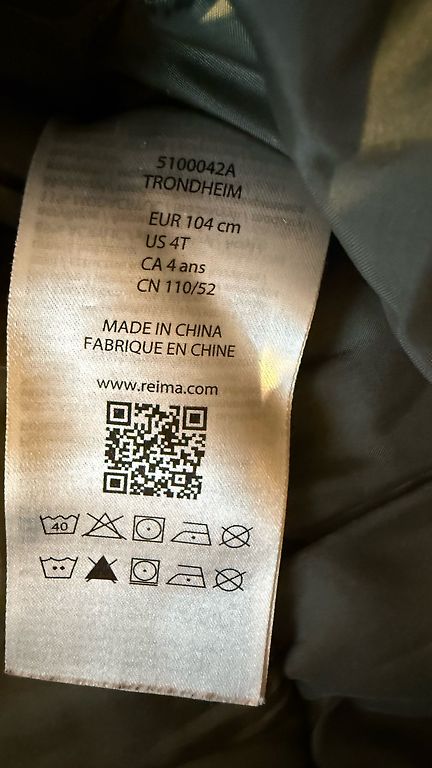 5100042A
TRONDHEIM
EUR 104 cm
US 4T
CA 4 ans
CN 110/52
MADE IN CHINA
FABRIQUE EN CHINE
www.reima.com
40